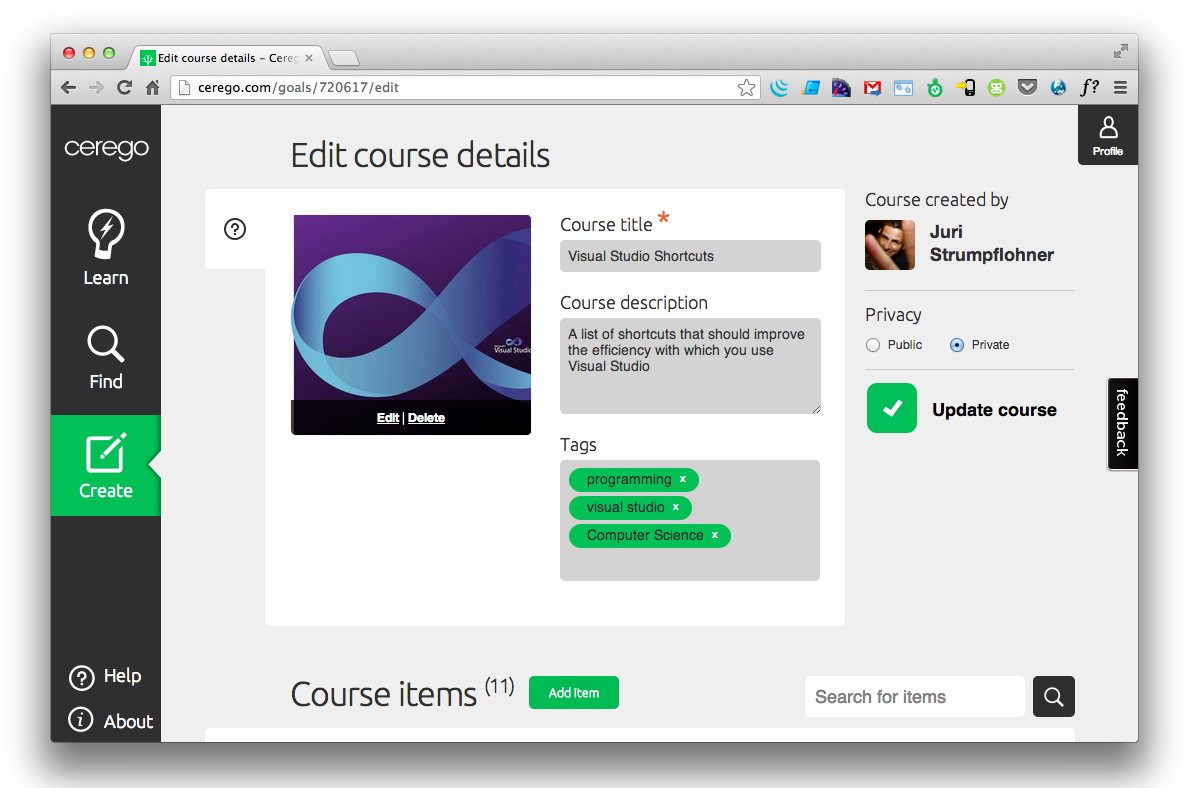 Edit course details – Cereg
cerego.com/goals/720617/edit
f?
cerego
Learn
Find
Create
Help
About
Profile
Edit course details
Visual Studio
Edit | Delete
Course title *
Visual Studio Shortcuts
Course description
A list of shortcuts that should improve
the efficiency with which you use
Visual Studio
Tags
programming x
visual studio x
Computer Science x
Course created by
Juri
Strumpflohner
Privacy
Public Private
Update course
feedback
Course items (11)
Add item
Search for items